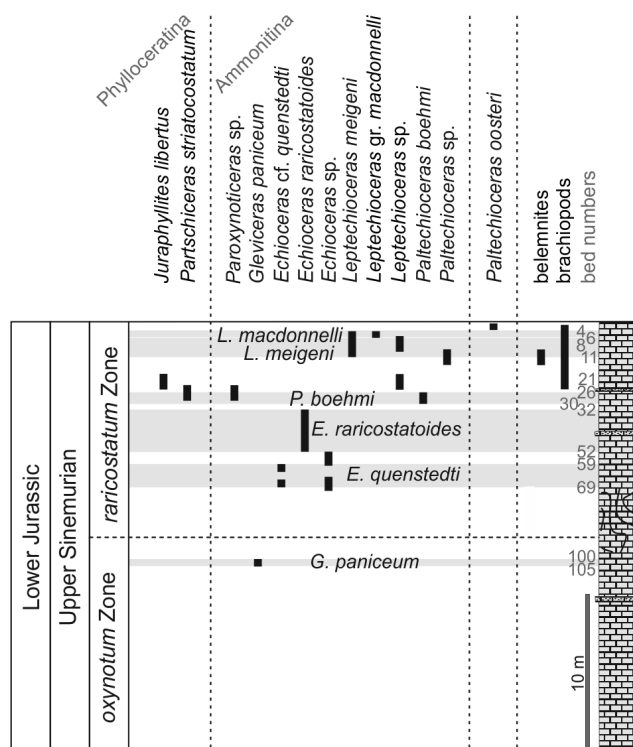 Phylloceratina
Ammonitina
Juraphyllites libertus
Partschiceras striatocostatum
Paroxynoticeras sp.
Gleviceras paniceum
Echioceras cf. quenstedti
Echioceras raricostatoides
Echioceras sp.
Leptechioceras meigeni
Leptechioceras gr. macdonnelli
Leptechioceras sp.
Paltechioceras boehmi
Paltechioceras sp.
Paltechioceras oosteri
belemnites
brachiopods
bed numbers
Lower Jurassic
Upper Sinemurian
raricostatum Zone
oxynotum Zone
L. macdonnelli
L. meigeni
P. boehmi
E. raricostatoides
E. quenstedti
G. paniceum
4
6
8
11
21
26
30
32
52
59
69
100
105
10 m